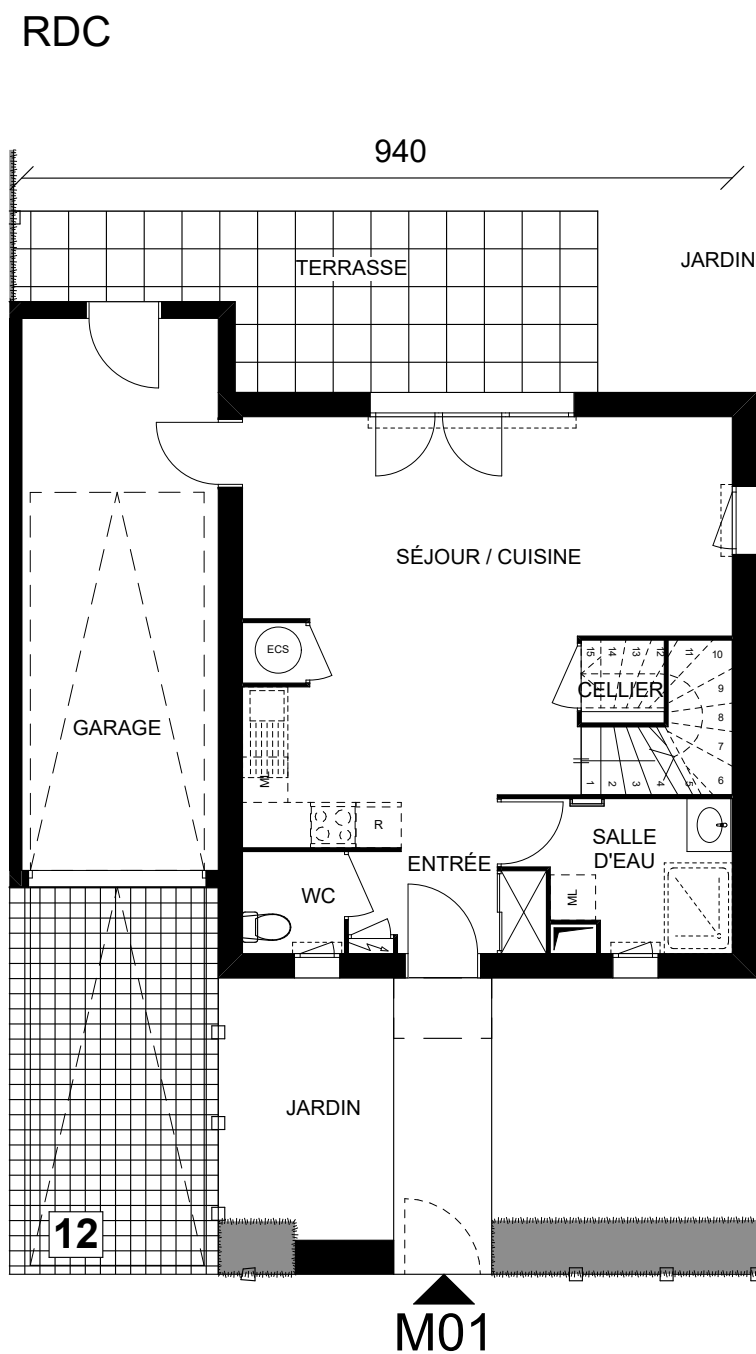 RDC
940
TERRASSE
JARDIN
SÉJOUR / CUISINE
ECS
15 14 13 12 11 10
CELLIER
9
8
7
6
1 2 3 4 5
GARAGE
ML
R
SALLE
D'EAU
ENTRÉE
WC
ML
JARDIN
12
M01